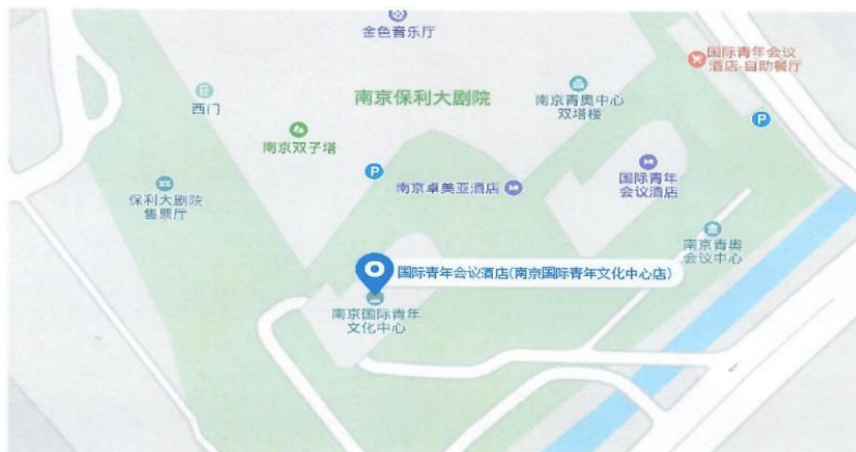 金色音乐厅
国际青年会议
酒店-自助餐厅
西门
南京保利大剧院
南京青奥中心
双塔楼
P
南京双子塔
P
保利大剧院
售票厅
南京卓美亚酒店
国际青年
会议酒店
南京青奥
会议中心
国际青年会议酒店(南京国际青年文化中心店)
南京国际青年
文化中心